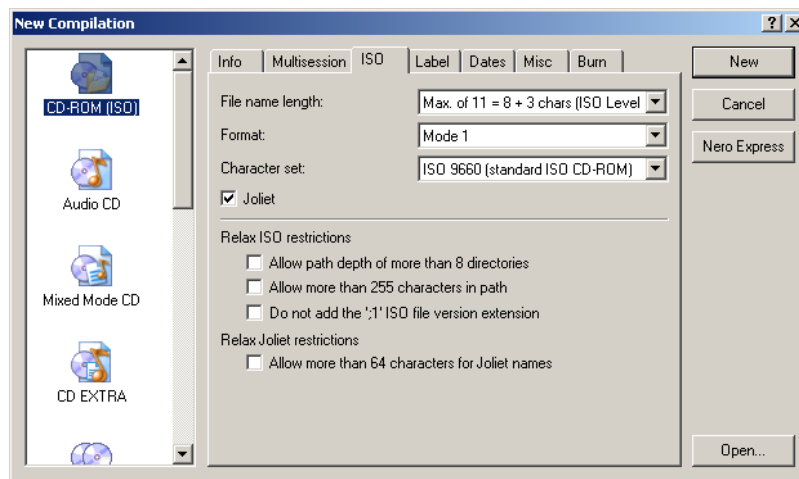 New Compilation
CD-ROM (ISO)
Audio CD
Mixed Mode CD
CD EXTRA
Info Multisession ISO Label Dates Misc Burn
File name length: Max. of 11 = 8 + 3 chars (ISO Level
Format: Mode 1
Character set: ISO 9660 (standard ISO CD-ROM)
Joliet
Relax ISO restrictions
Allow path depth of more than 8 directories
Allow more than 255 characters in path
Do not add the ';1' ISO file version extension
Relax Joliet restrictions
Allow more than 64 characters for Joliet names
New
Cancel
Nero Express
Open...